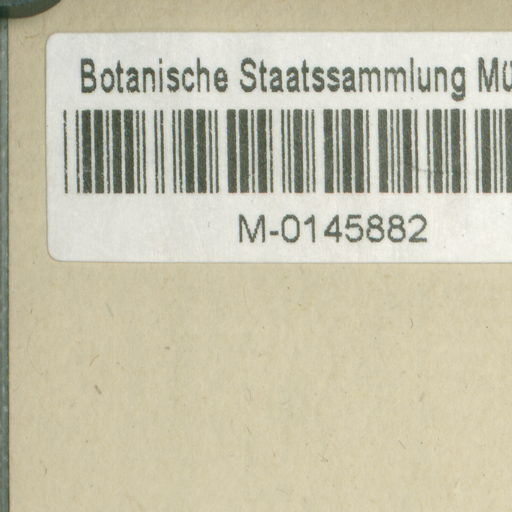 Botanische Staatssammlung Mü
M-0145882